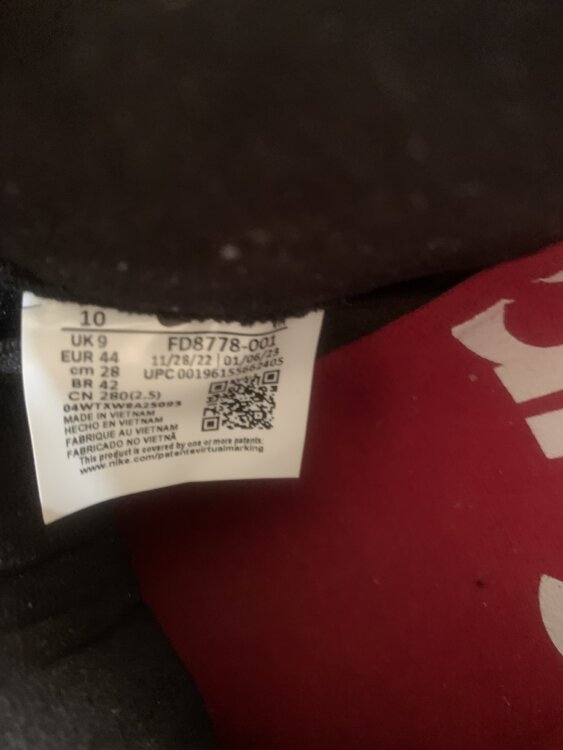 10
UK 9
FD8778-001
EUR 44
11/28/22 | 01/06/23
cm 28
UPC 00196155662405
BR 42
CN 280(2.5)
04WTXW8A25093
MADE IN VIETNAM
HECHO EN VIETNAM
FABRIQUE AU VIETNAM
FABRICADO NO VIETNÃ
This product is covered by one or more patents:
www.nike.com/patentsvirtualmarking